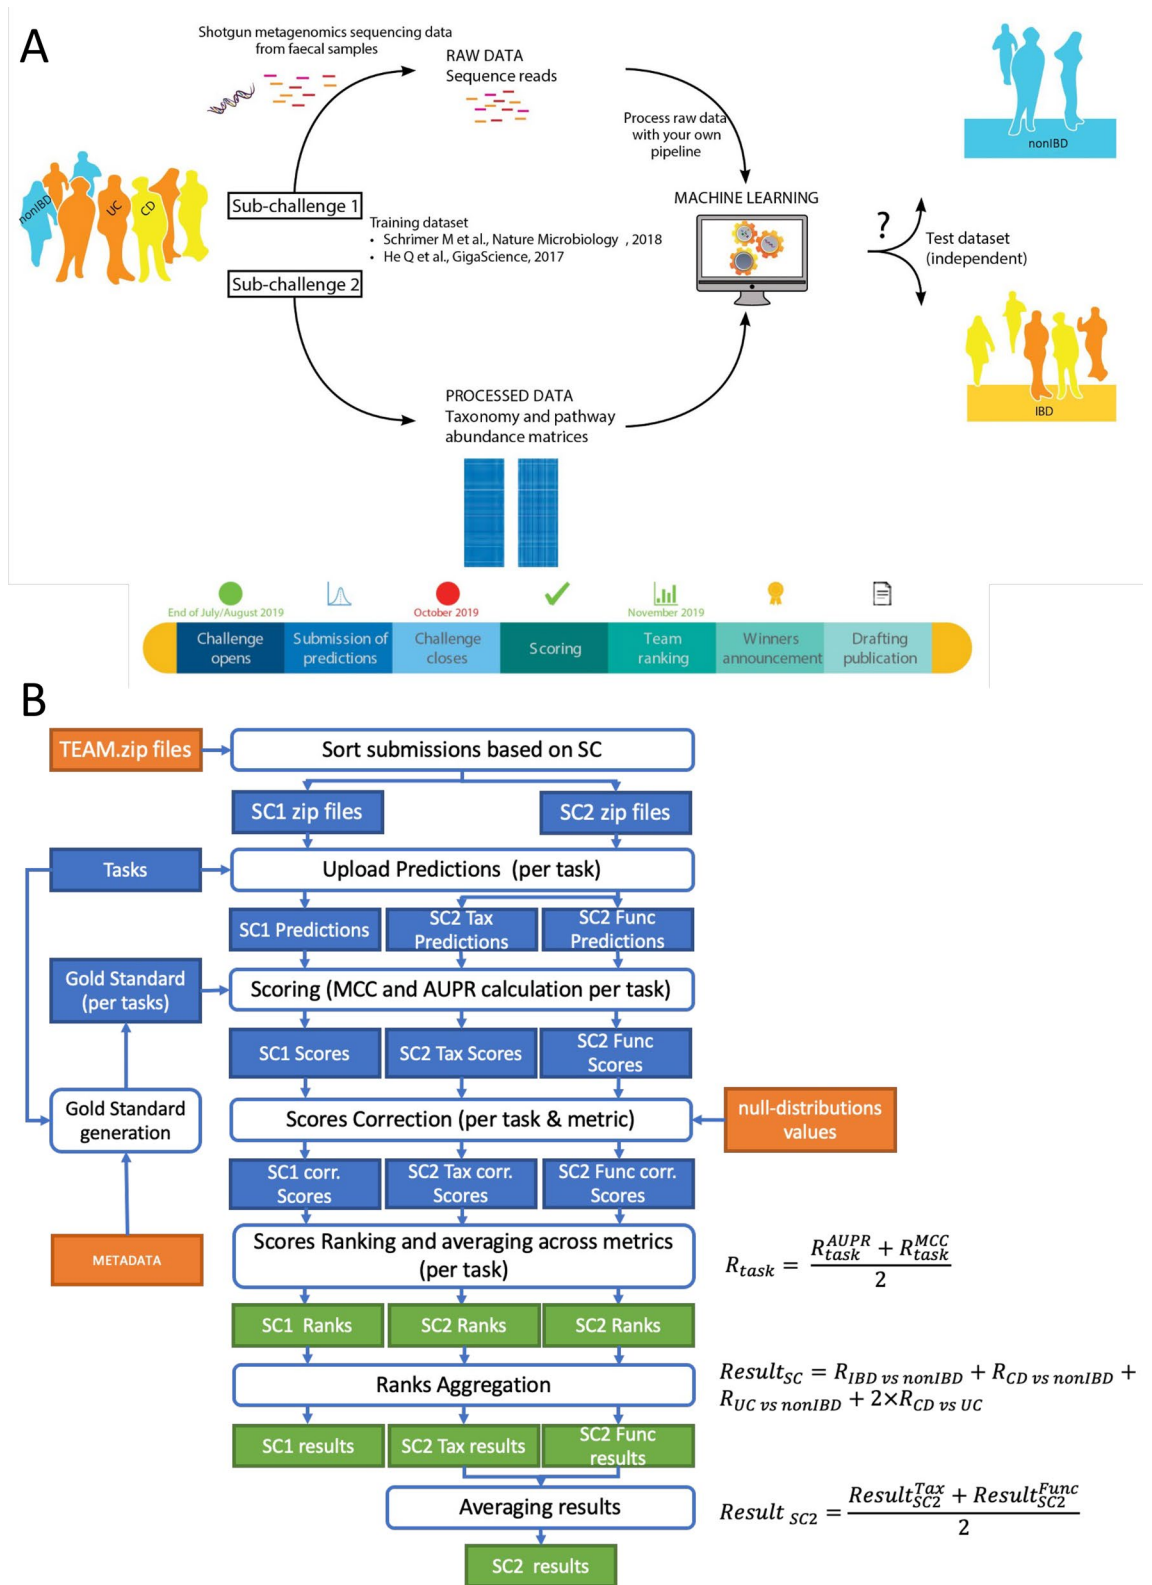 A
Shotgun metagenomics sequencing data
from faecal samples
RAW DATA
Sequence reads
Process raw data
with your own
pipeline
nonIBD
nonIBD
UC
CD
Sub-challenge 1
Training dataset
• Schrimer M et al., Nature Microbiology , 2018
• He Q et al., GigaScience, 2017
Sub-challenge 2
MACHINE LEARNING
?
Test dataset
(independent)
IBD
PROCESSED DATA
Taxonomy and pathway
abundance matrices
End of July/August 2019
October 2019
November 2019
Challenge
opens
Submission of
predictions
Challenge
closes
Scoring
Team
ranking
Winners
announcement
Drafting
publication
B
TEAM.zip files
Sort submissions based on SC
SC1 zip files
SC2 zip files
Tasks
Upload Predictions (per task)
SC1 Predictions
SC2 Tax
Predictions
SC2 Func
Predictions
Gold Standard
(per tasks)
Scoring (MCC and AUPR calculation per task)
SC1 Scores
SC2 Tax Scores
SC2 Func
Scores
Gold Standard
generation
Scores Correction (per task & metric)
null-distributions
values
SC1 corr.
Scores
SC2 Tax corr.
Scores
SC2 Func corr.
Scores
METADATA
Scores Ranking and averaging across metrics
(per task)
R_task = (R_task^AUPR + R_task^MCC) / 2
SC1 Ranks
SC2 Ranks
SC2 Ranks
Ranks Aggregation
Result_SC = R_IBD vs nonIBD + R_CD vs nonIBD +
R_UC vs nonIBD + 2×R_CD vs UC
SC1 results
SC2 Tax results
SC2 Func
results
Averaging results
Result_SC2 = (Result_SC2^Tax + Result_SC2^Func) / 2
SC2 results